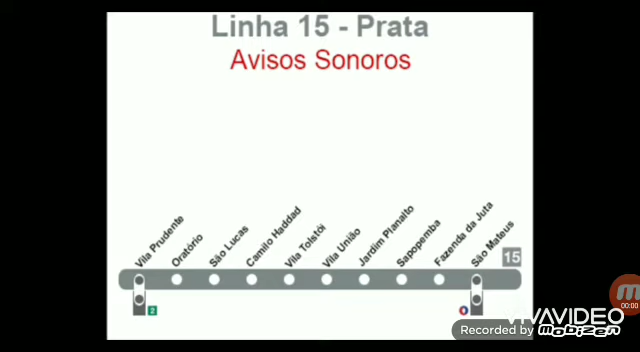 Linha 15 - Prata
Avisos Sonoros
Vila Prudente
Oratório
São Lucas
Camilo Haddad
Vila Tolstói
Vila União
Jardim Planalto
Sapopemba
Fazenda da Juta
São Mateus
15
2
M
00:00
VIVAVIDEO
Recorded by mobizen